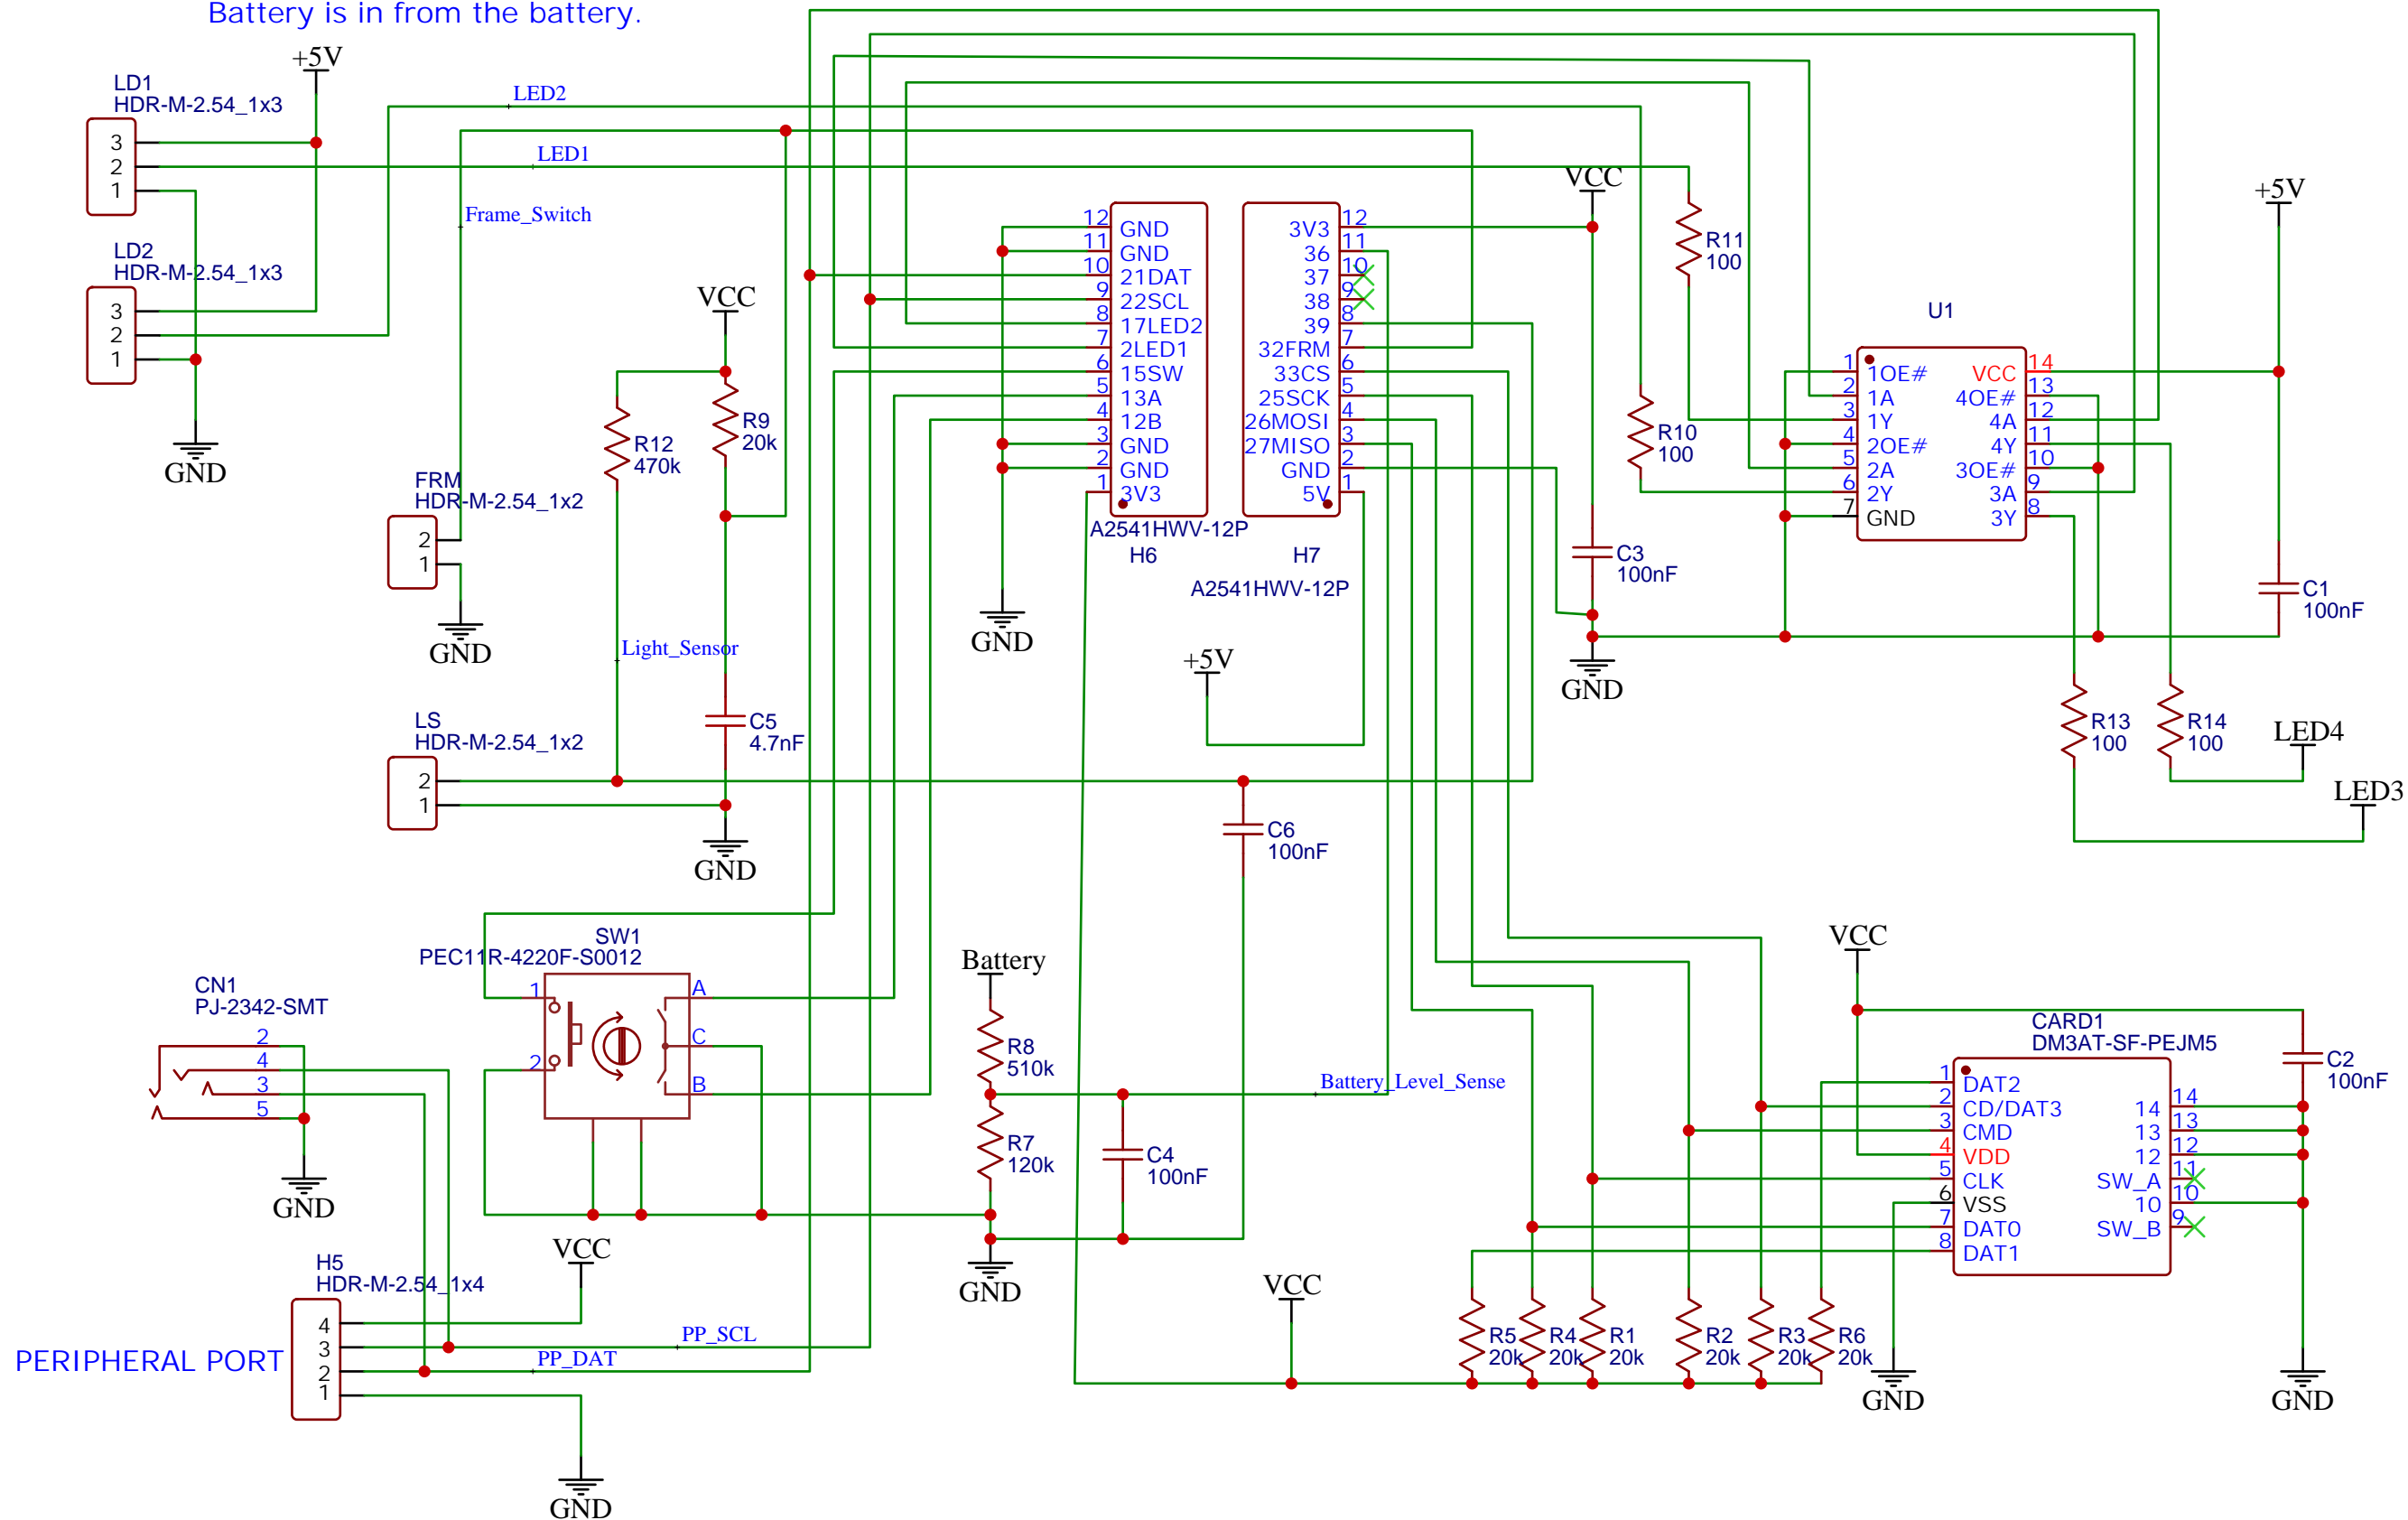 Battery is in from the battery.
+5V
LD1
HDR-M-2.54_1x3
3
2
1
LED2
LED1
Frame_Switch
LD2
HDR-M-2.54_1x3
3
2
1
GND
VCC
R12
470k
R9
20k
FRM
HDR-M-2.54_1x2
2
1
GND
Light_Sensor
LS
HDR-M-2.54_1x2
2
1
C5
4.7nF
GND
12 GND
11 GND
10 21DAT
9 22SCL
8 17LED2
7 2LED1
6 15SW
5 13A
4 12B
3 GND
2 GND
1 3V3
A2541HWV-12P
H6
GND
3V3 12
36 11
37 10
38 9
39 8
32FRM 7
33CS 6
25SCK 5
26MOSI 4
27MISO 3
GND 2
5V 1
H7
A2541HWV-12P
+5V
VCC
R11
100
R10
100
C3
100nF
GND
U1
1 1OE#
2 1A
3 1Y
4 2OE#
5 2A
6 2Y
7 GND
VCC 14
4OE# 13
4A 12
4Y 11
3OE# 10
3A 9
3Y 8
+5V
C1
100nF
R13
100
R14
100
LED4
LED3
C6
100nF
SW1
PEC11R-4220F-S0012
1
2
A
C
B
CN1
PJ-2342-SMT
2
4
3
5
GND
Battery
R8
510k
Battery_Level_Sense
R7
120k
C4
100nF
GND
H5
HDR-M-2.54_1x4
4
3
2
1
PERIPHERAL PORT
VCC
PP_SCL
PP_DAT
GND
VCC
R5
20k
R4
20k
R1
20k
R2
20k
R3
20k
R6
20k
VCC
CARD1
DM3AT-SF-PEJM5
1 DAT2
2 CD/DAT3
3 CMD
4 VDD
5 CLK
6 VSS
7 DAT0
8 DAT1
14 14
13 13
12 12
SW_A 11
10 10
SW_B 9
C2
100nF
GND
GND